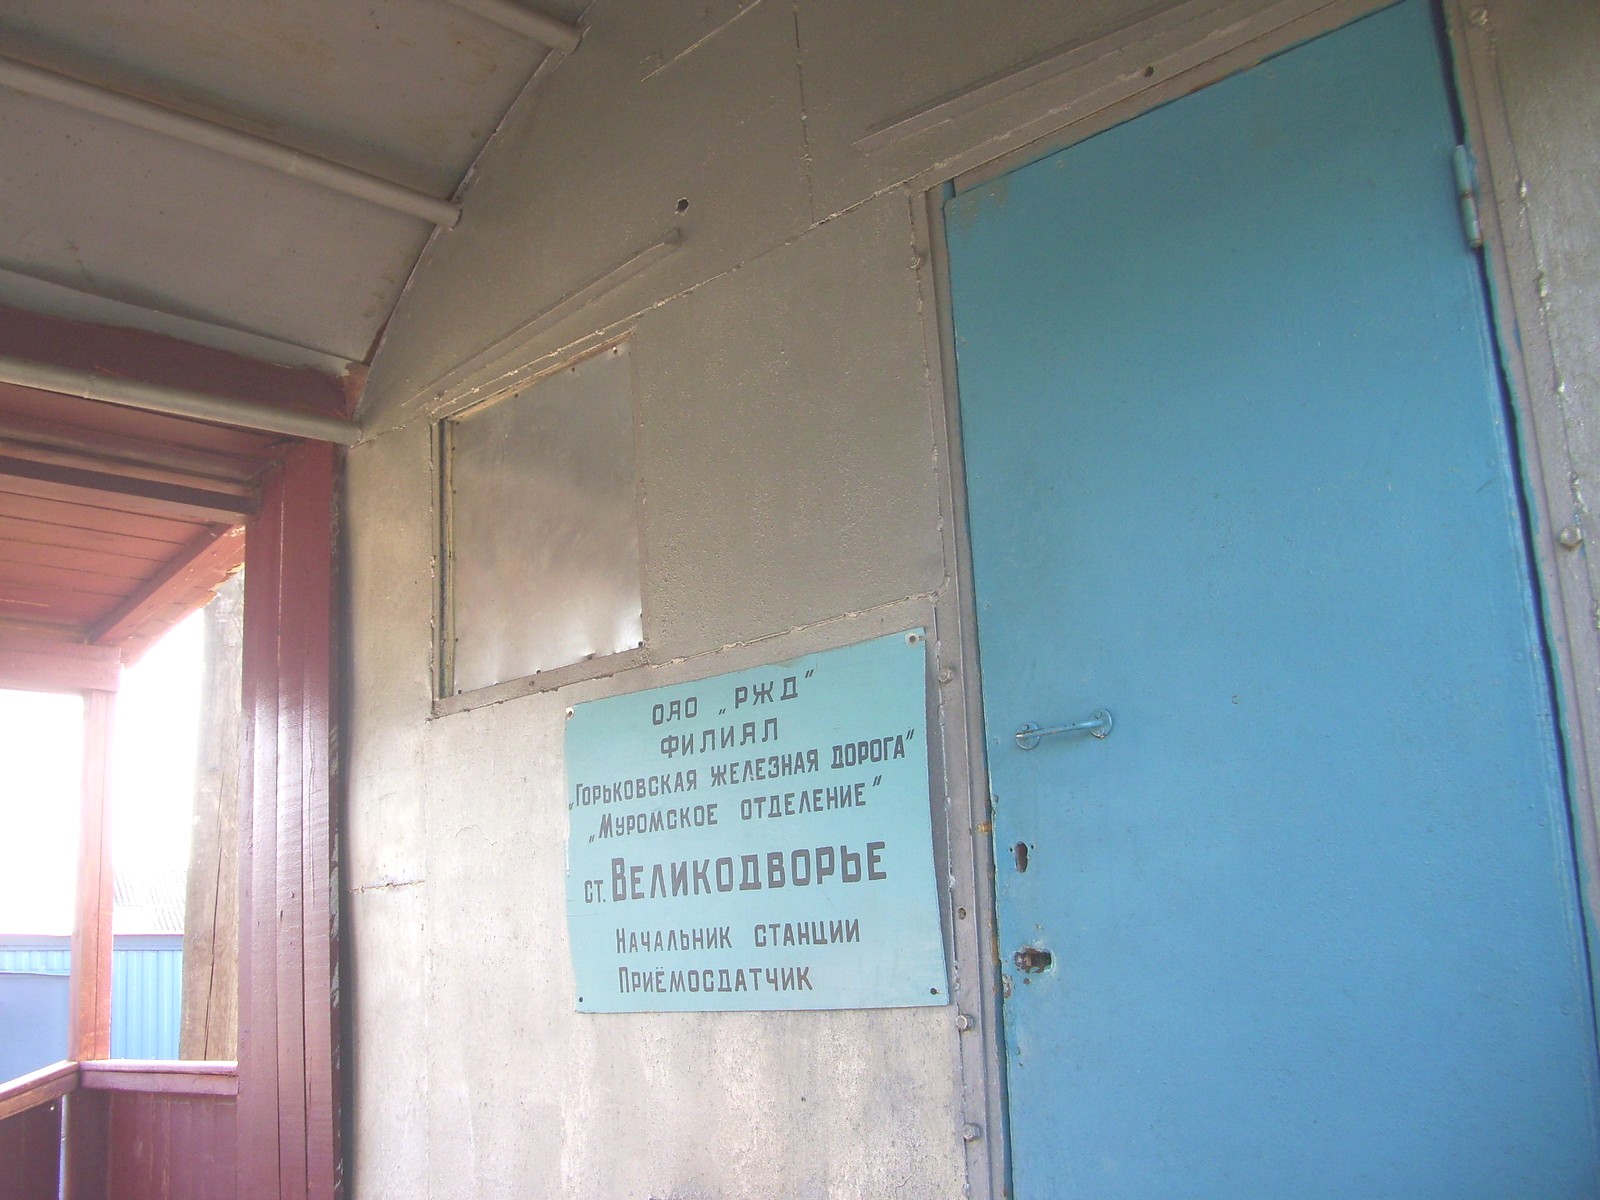 ОАО „РЖД"
ФИЛИАЛ
„ГОРЬКОВСКАЯ ЖЕЛЕЗНАЯ ДОРОГА"
„МУРОМСКОЕ ОТДЕЛЕНИЕ"
СТ. ВЕЛИКОДВОРЬЕ
НАЧАЛЬНИК СТАНЦИИ
ПРИЁМОСДАТЧИК